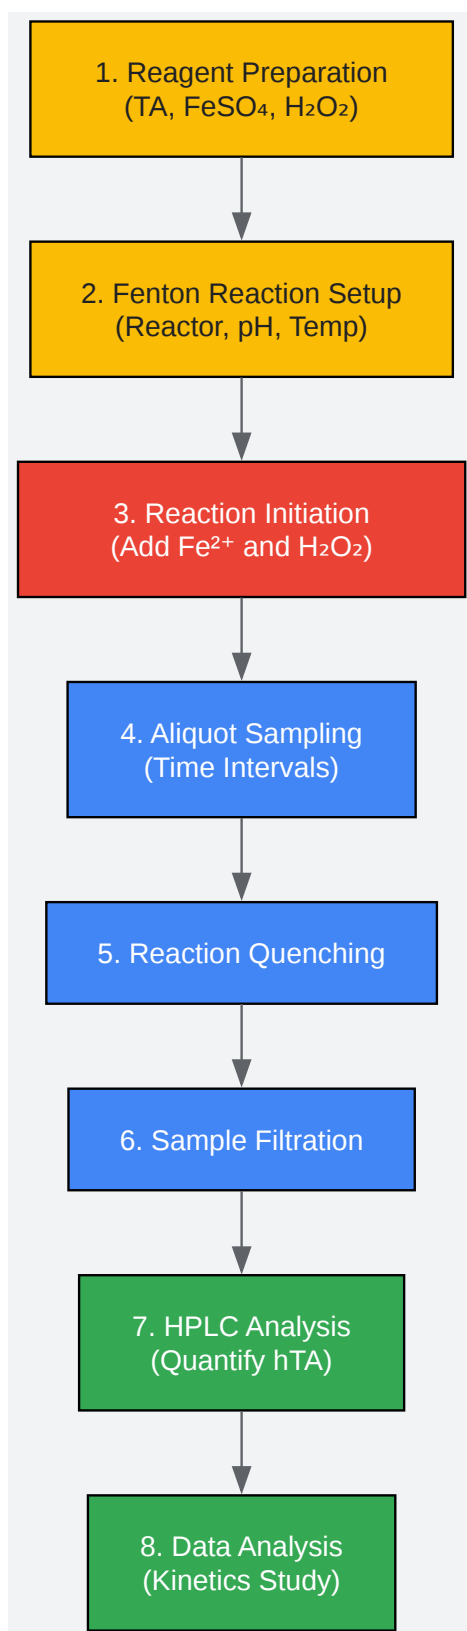 1. Reagent Preparation
(TA, FeSO₄, H₂O₂)
2. Fenton Reaction Setup
(Reactor, pH, Temp)
3. Reaction Initiation
(Add Fe²⁺ and H₂O₂)
4. Aliquot Sampling
(Time Intervals)
5. Reaction Quenching
6. Sample Filtration
7. HPLC Analysis
(Quantify hTA)
8. Data Analysis
(Kinetics Study)